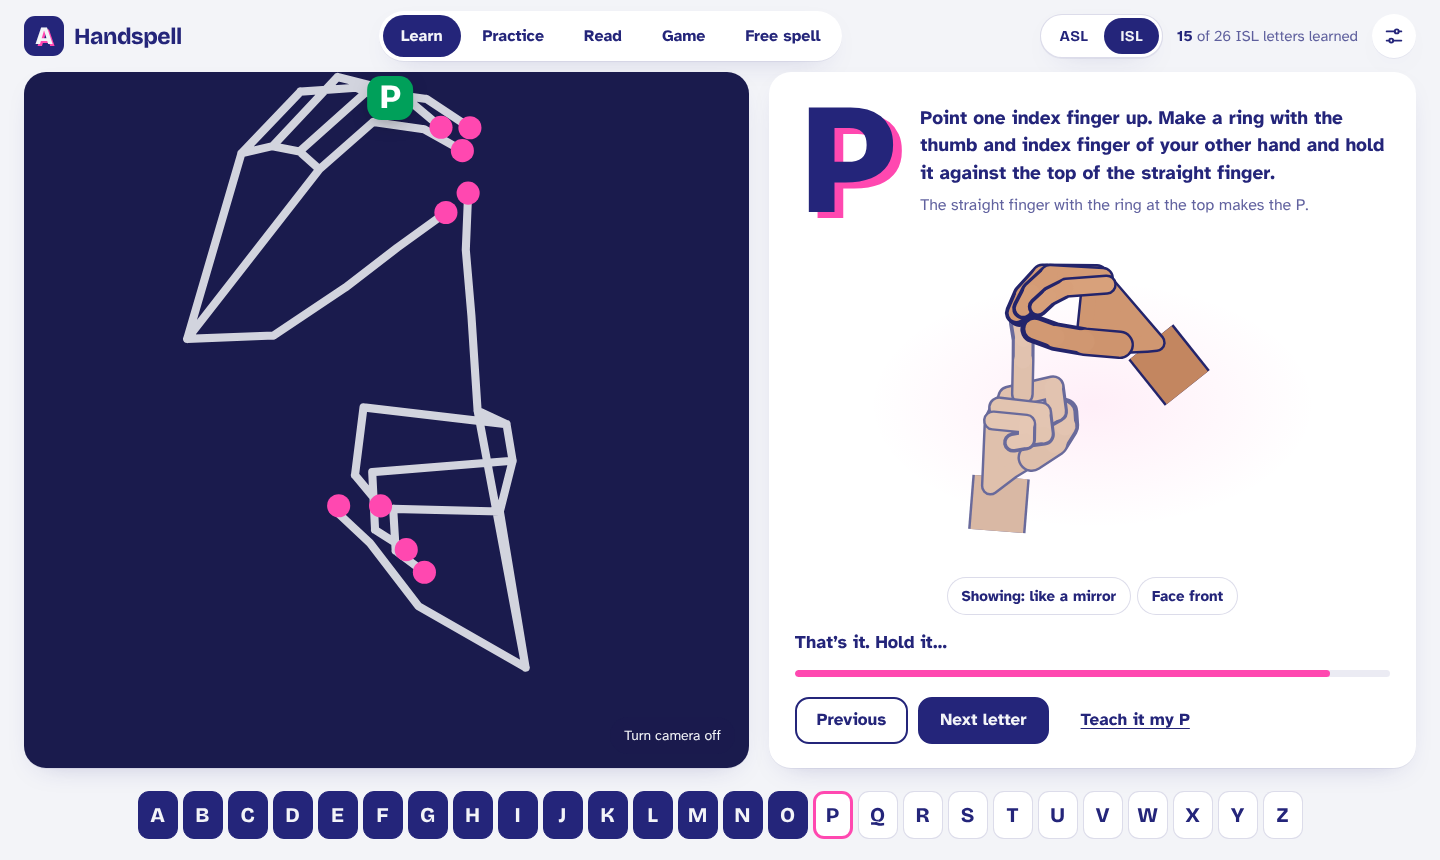 A Handspell
Learn Practice Read Game Free spell
ASL ISL 15 of 26 ISL letters learned
P
Turn camera off
P
Point one index finger up. Make a ring with the
thumb and index finger of your other hand and hold
it against the top of the straight finger.
The straight finger with the ring at the top makes the P.
Showing: like a mirror Face front
That’s it. Hold it…
Previous Next letter Teach it my P
A B C D E F G H I J K L M N O P Q R S T U V W X Y Z